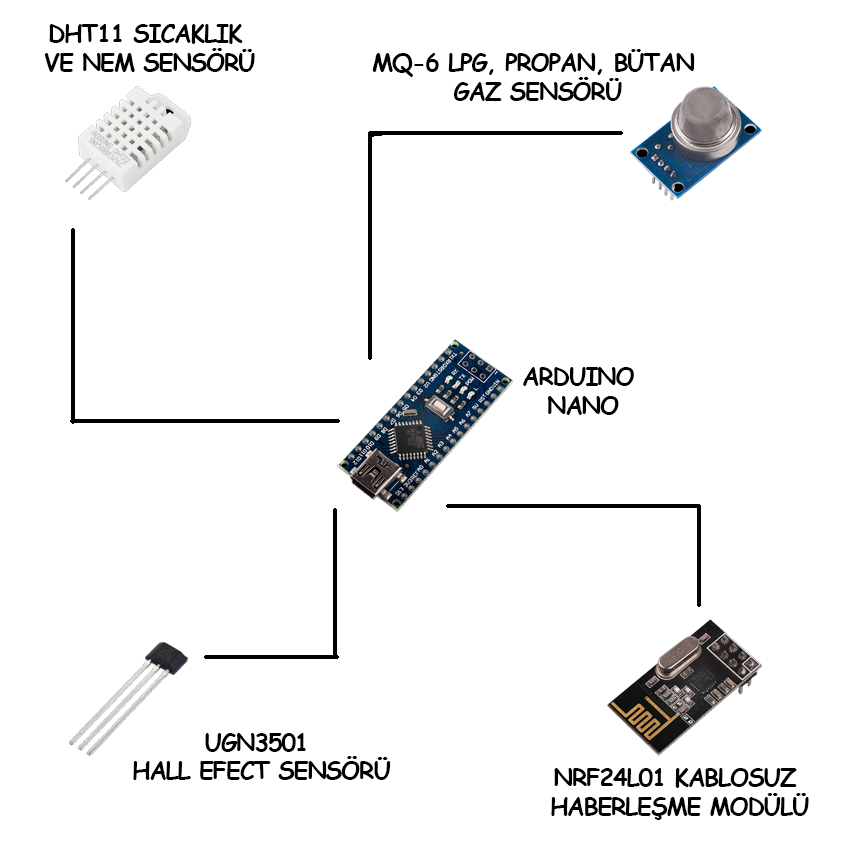 DHT11 SICAKLIK
VE NEM SENSÖRÜ
MQ-6 LPG, PROPAN, BÜTAN
GAZ SENSÖRÜ
ARDUINO
NANO
UGN3501
HALL EFECT SENSÖRÜ
NRF24L01 KABLOSUZ
HABERLEŞME MODÜLÜ